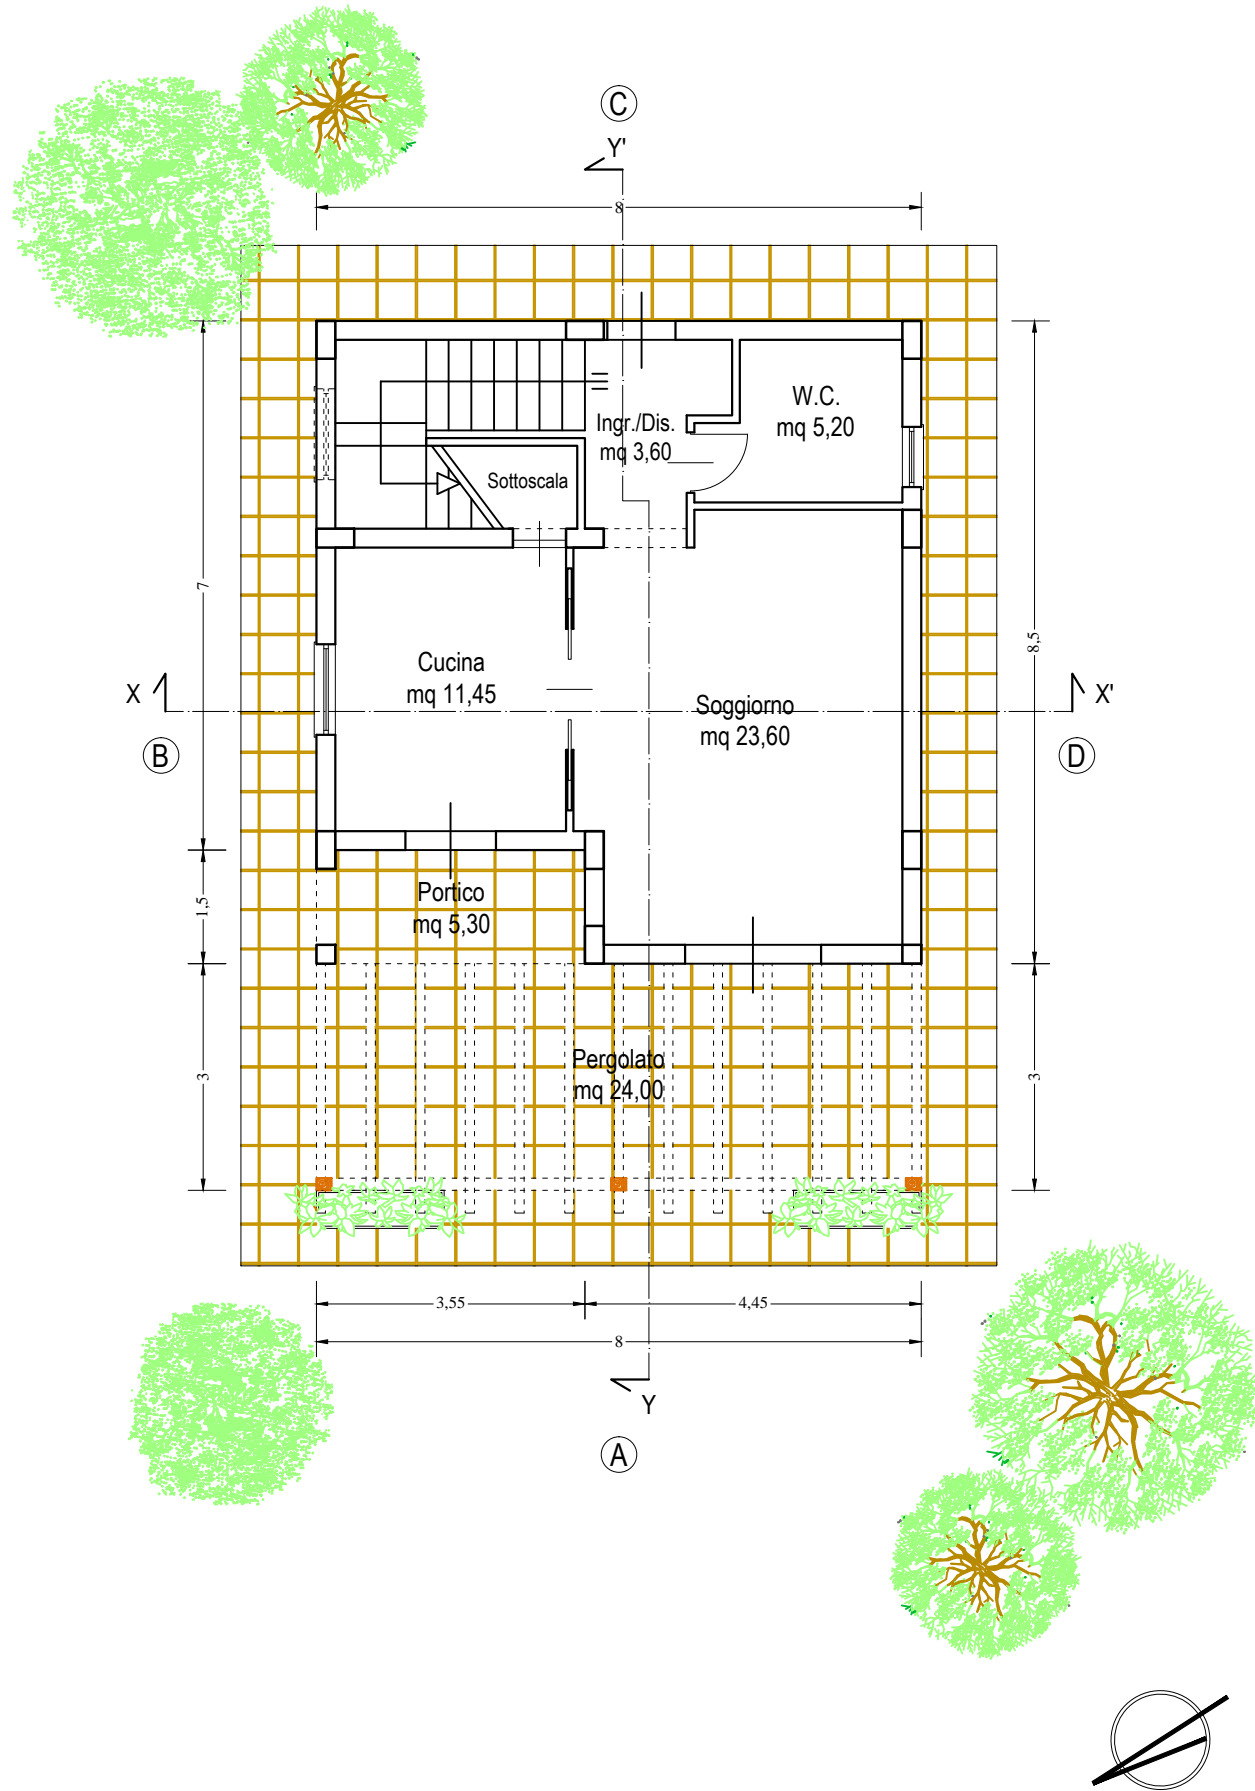 C
Y'
8
W.C.
mq 5,20
Ingr./Dis.
mq 3,60
Sottoscala
7
8,5
Cucina
mq 11,45
X
X'
Soggiorno
mq 23,60
B
D
Portico
mq 5,30
1,5
Pergolato
mq 24,00
3
3
3,55
4,45
8
Y
A